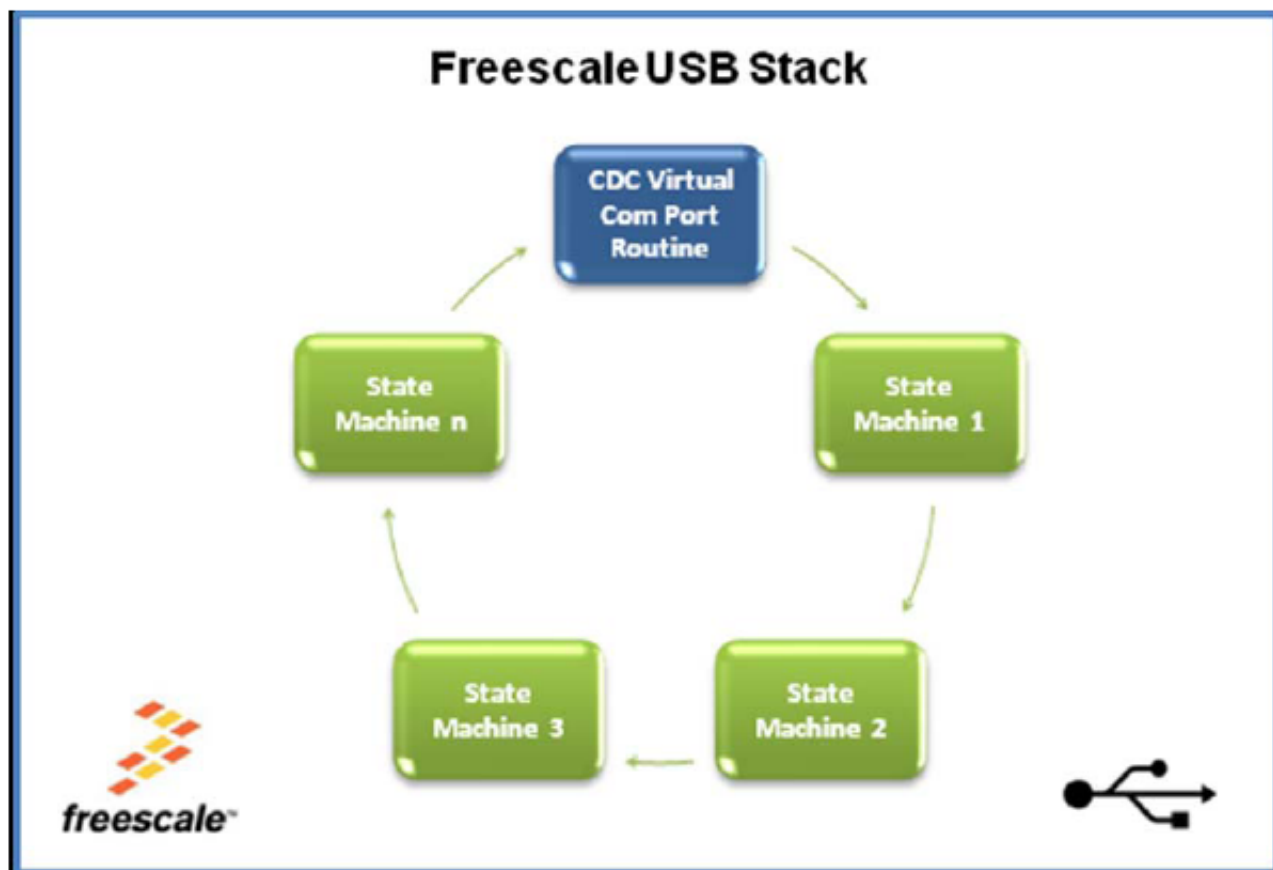 Freescale USB Stack
CDC Virtual
Com Port
Routine
State
Machine n
State
Machine 1
State
Machine 3
State
Machine 2
freescale™